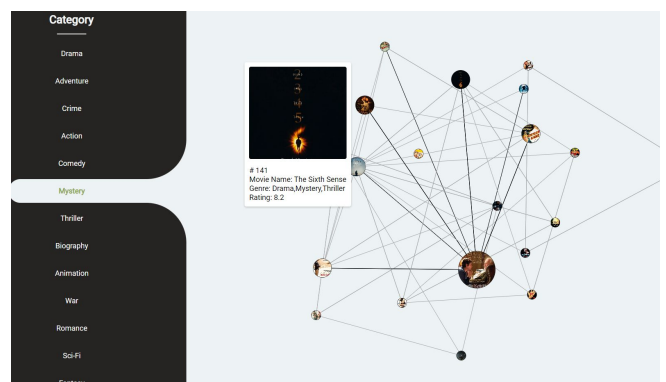 Category
Drama
Adventure
Crime
Action
Comedy
Mystery
Thriller
Biography
Animation
War
Romance
Sci-Fi
# 141
Movie Name: The Sixth Sense
Genre: Drama,Mystery,Thriller
Rating: 8.2